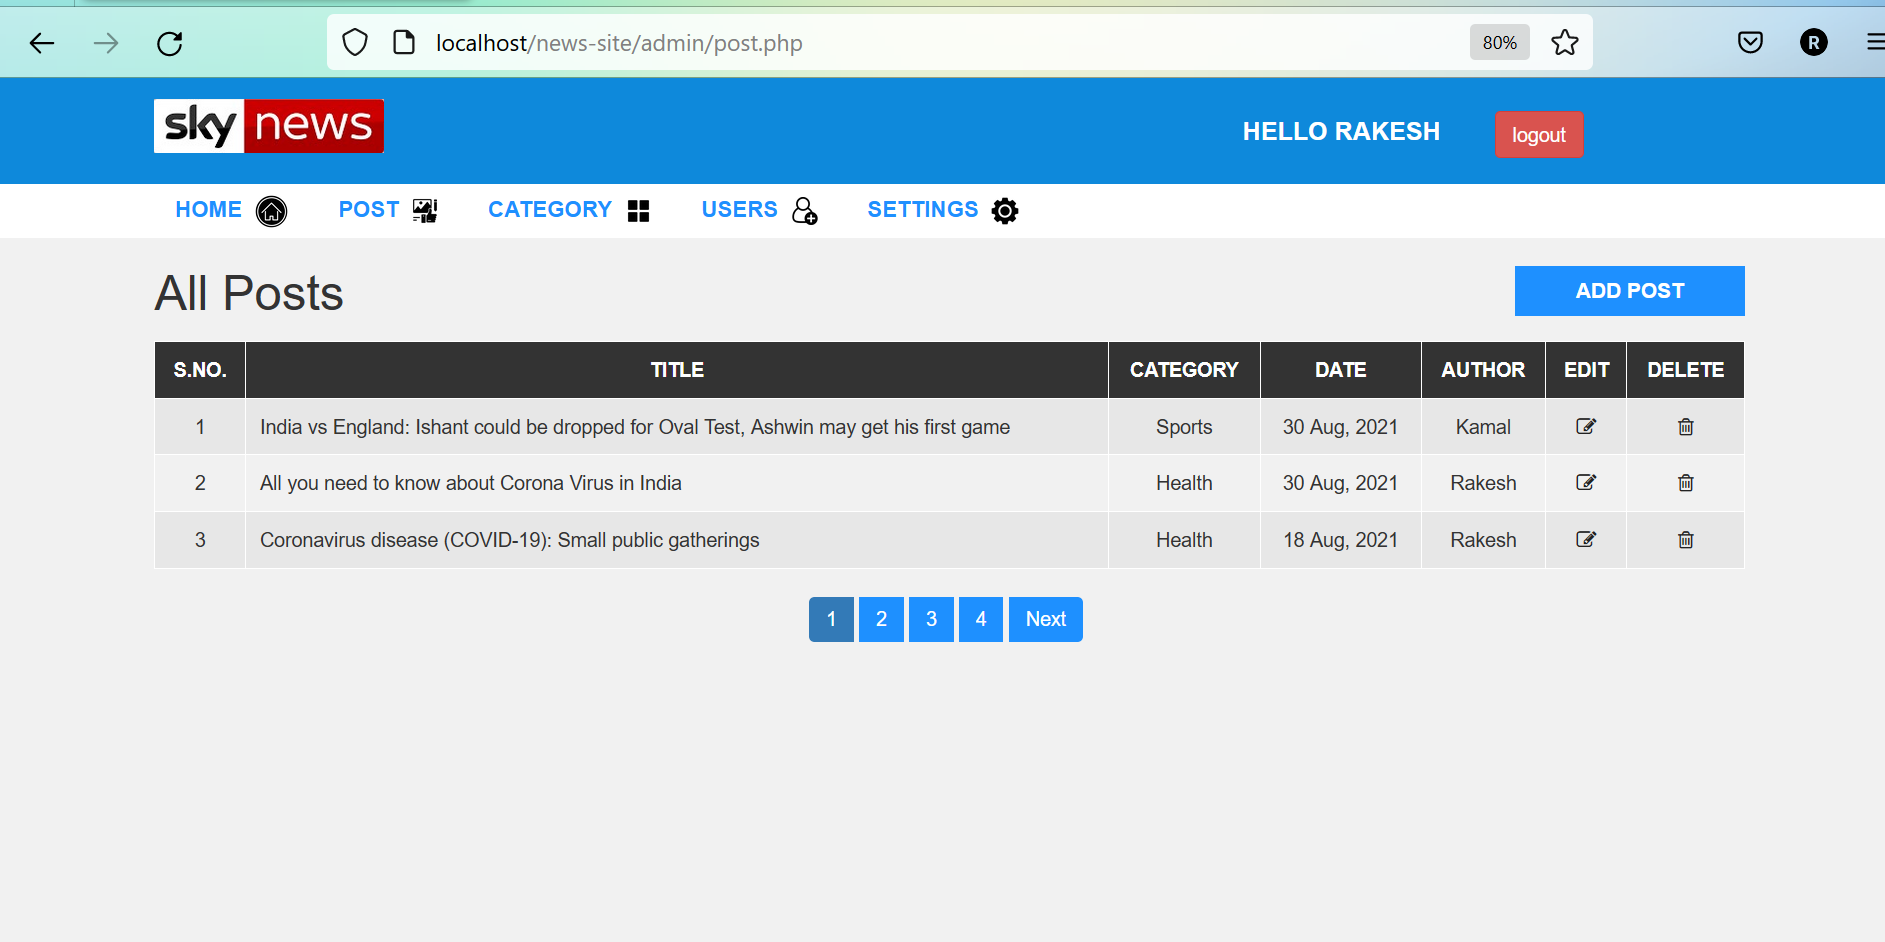 localhost/news-site/admin/post.php 80% R
sky news HELLO RAKESH logout
HOME POST CATEGORY USERS SETTINGS
All Posts ADD POST
S.NO. TITLE CATEGORY DATE AUTHOR EDIT DELETE
1 India vs England: Ishant could be dropped for Oval Test, Ashwin may get his first game Sports 30 Aug, 2021 Kamal
2 All you need to know about Corona Virus in India Health 30 Aug, 2021 Rakesh
3 Coronavirus disease (COVID-19): Small public gatherings Health 18 Aug, 2021 Rakesh
1 2 3 4 Next